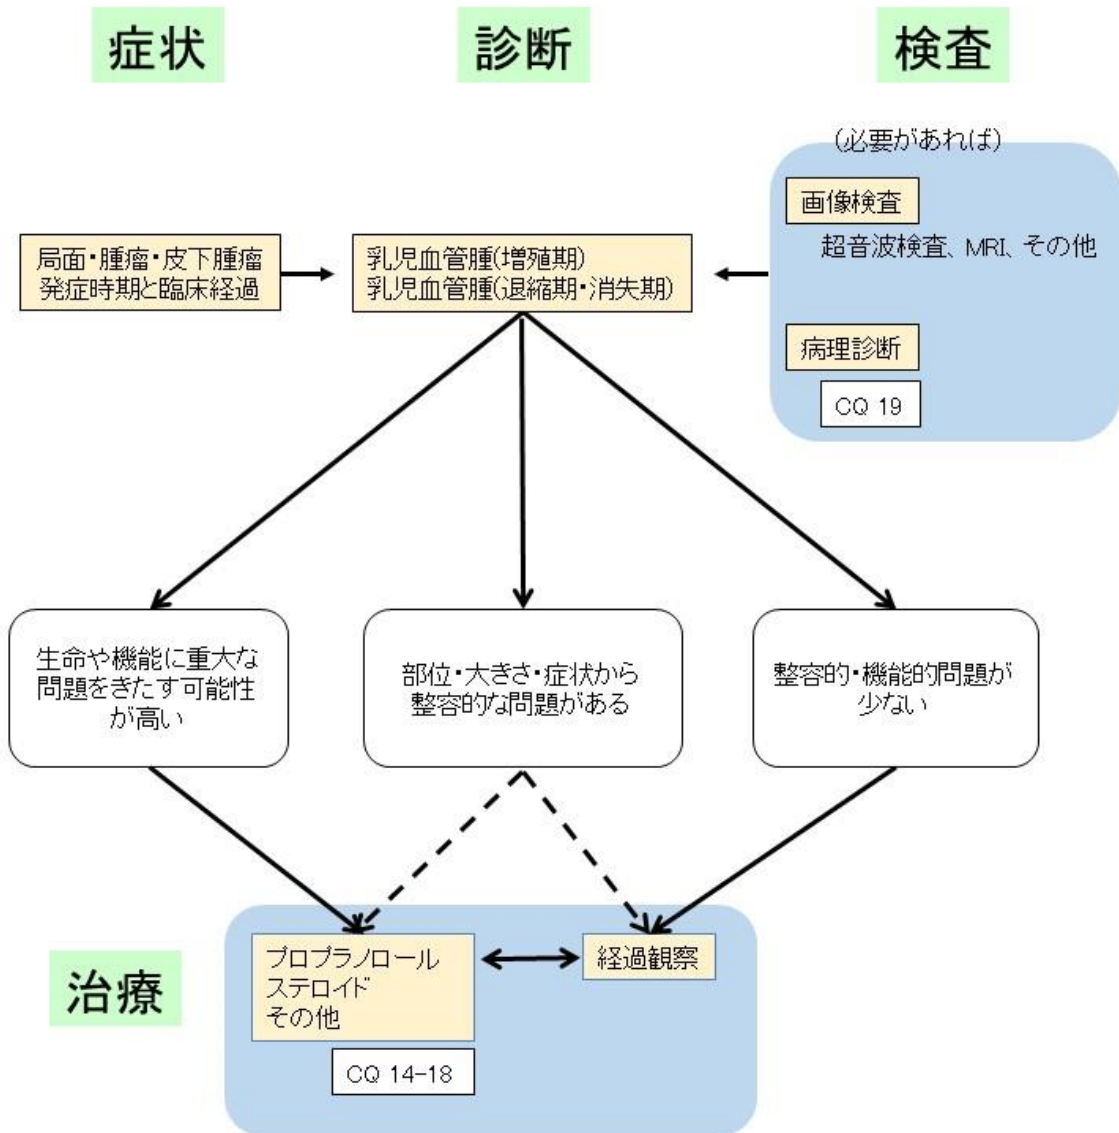 症状
診断
検査
(必要があれば)
画像検査
超音波検査、MRI、その他
局面・腫瘤・皮下腫瘤
発症時期と臨床経過
乳児血管腫(増殖期)
乳児血管腫(退縮期・消失期)
病理診断
CQ 19
生命や機能に重大な
問題をきたす可能性
が高い
部位・大きさ・症状から
整容的な問題がある
整容的・機能的問題が
少ない
治療
プロプラノロール
ステロイド
その他
経過観察
CQ 14-18